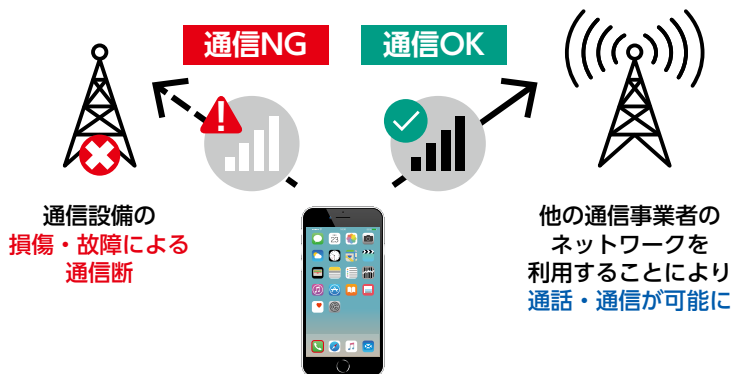 通信NG
通信OK
通信設備の
損傷・故障による
通信断
他の通信事業者の
ネットワークを
利用することにより
通話・通信が可能に